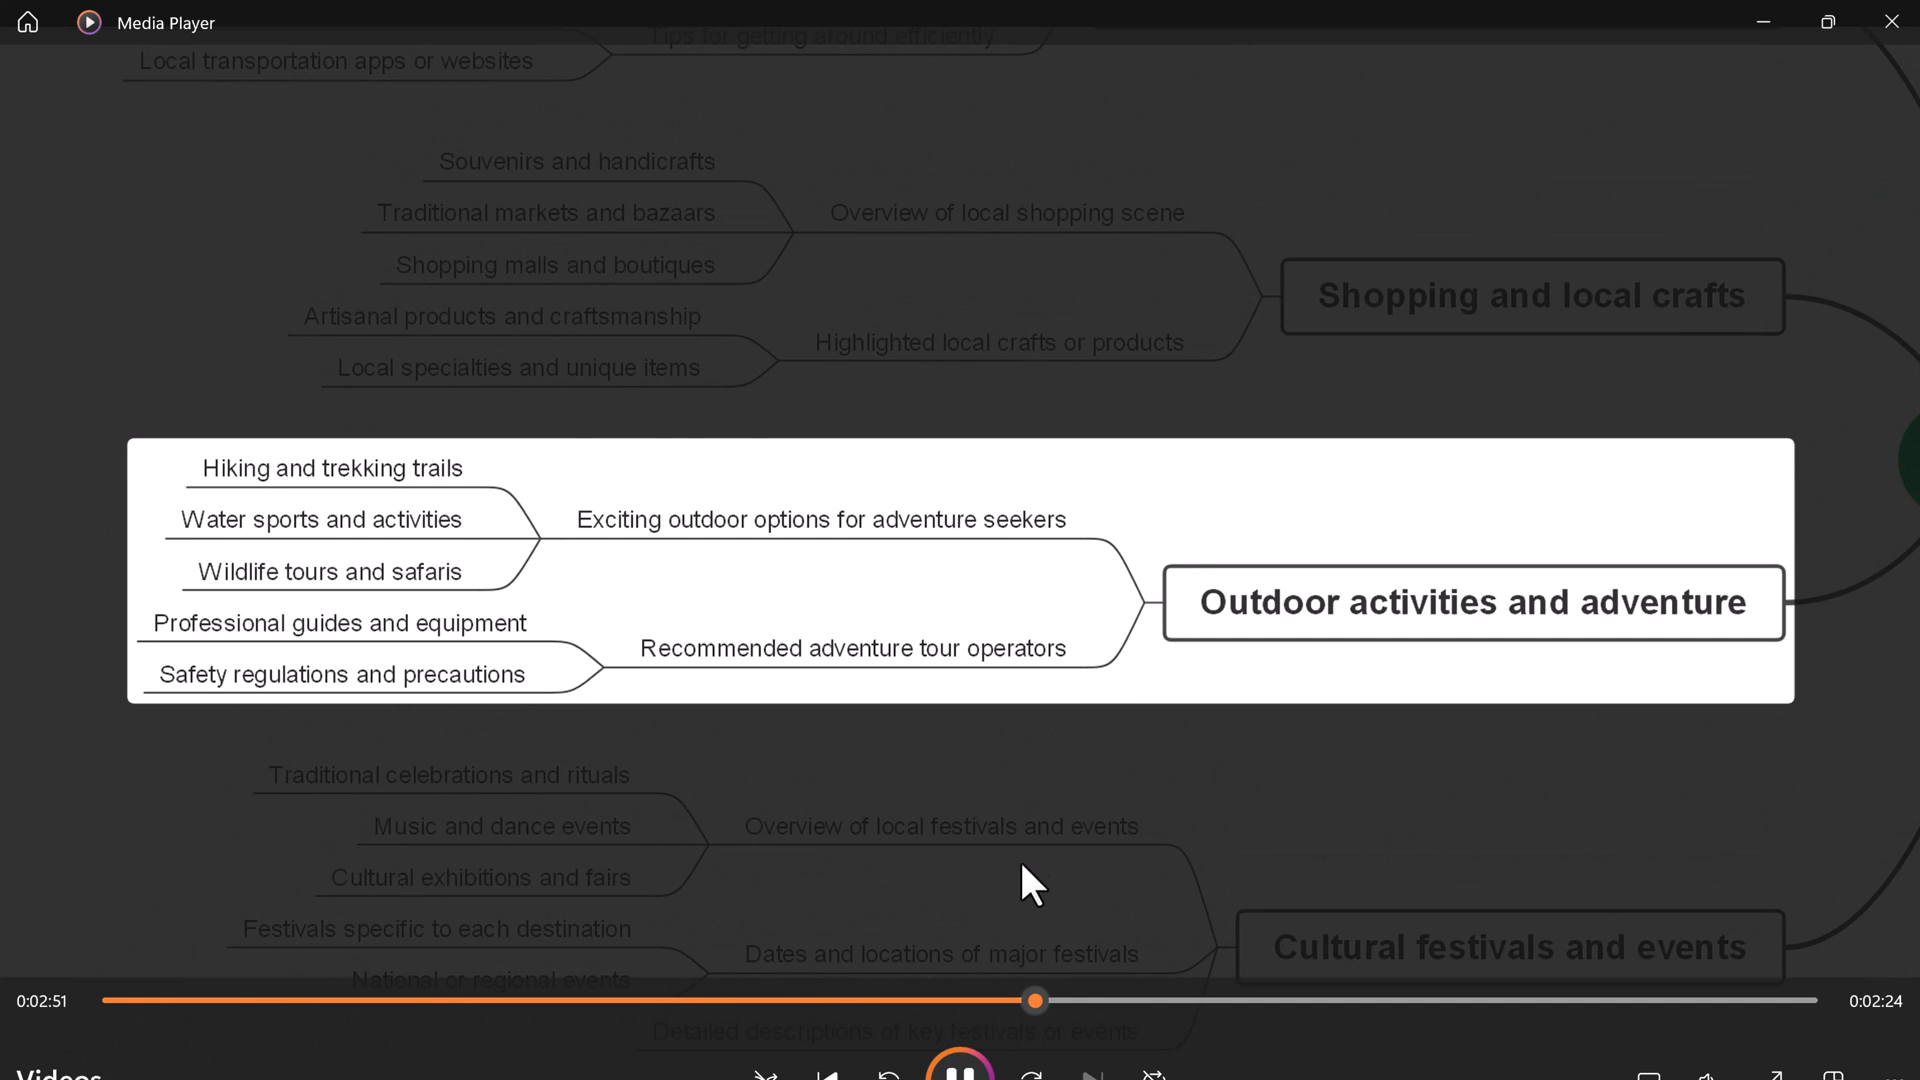 Media Player
Tips for getting around efficiently
Local transportation apps or websites
Souvenirs and handicrafts
Traditional markets and bazaars
Overview of local shopping scene
Shopping malls and boutiques
Shopping and local crafts
Artisanal products and craftsmanship
Highlighted local crafts or products
Local specialties and unique items
Hiking and trekking trails
Water sports and activities
Exciting outdoor options for adventure seekers
Wildlife tours and safaris
Outdoor activities and adventure
Professional guides and equipment
Recommended adventure tour operators
Safety regulations and precautions
Traditional celebrations and rituals
Music and dance events
Overview of local festivals and events
Cultural exhibitions and fairs
Festivals specific to each destination
Cultural festivals and events
Dates and locations of major festivals
National or regional events
0:02:51
0:02:24
Detailed descriptions of key festivals or events
Videos